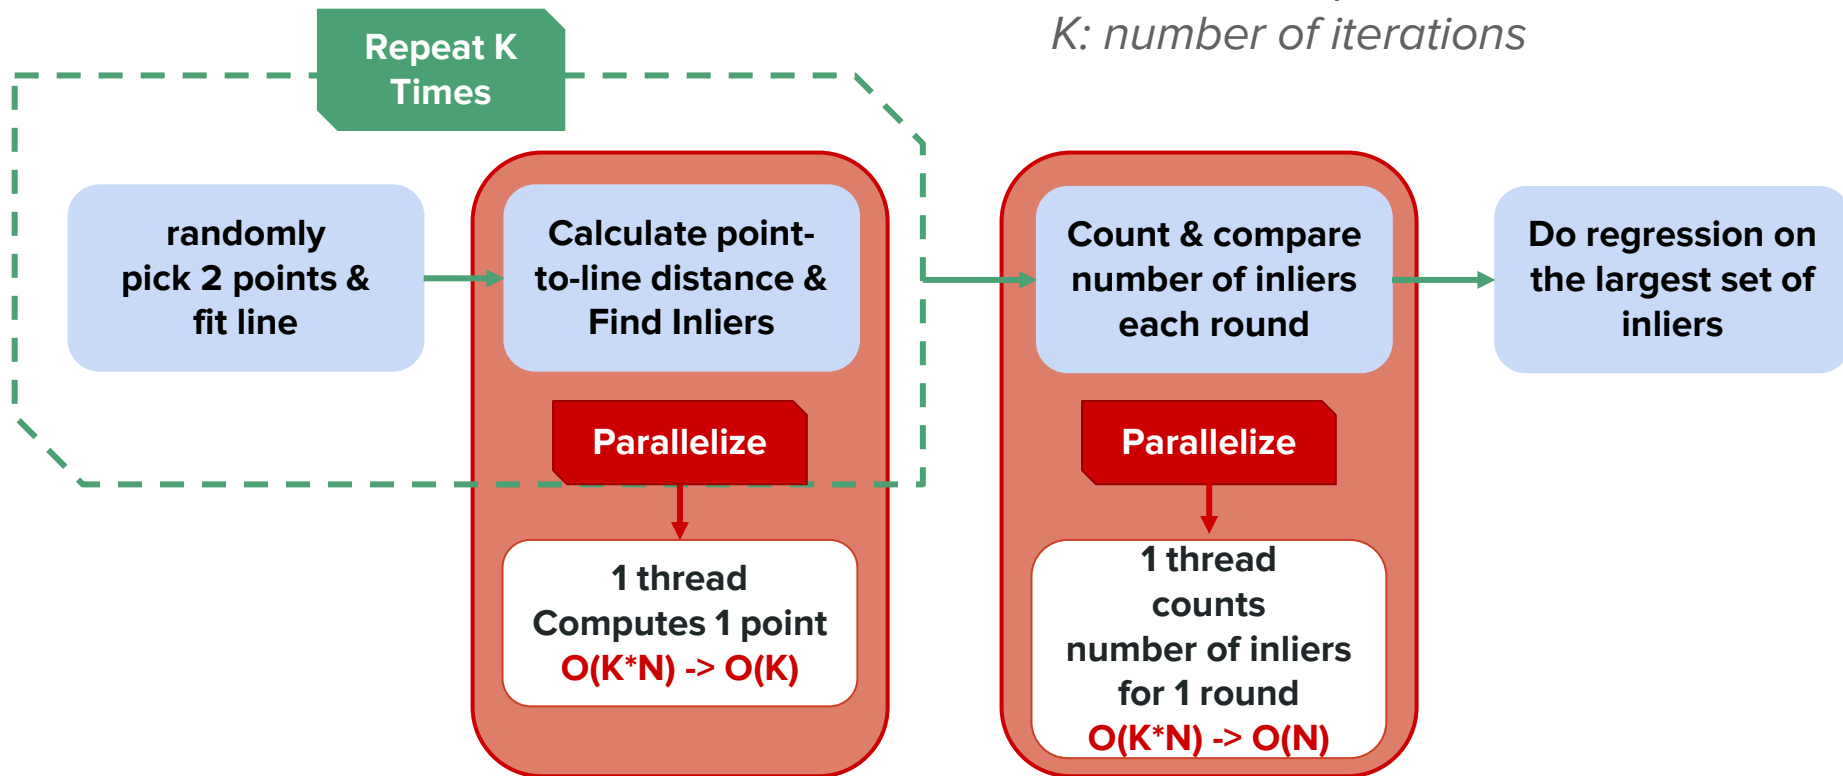 K: number of iterations
Repeat K
Times
randomly
pick 2 points &
fit line
Calculate point-
to-line distance &
Find Inliers
Count & compare
number of inliers
each round
Do regression on
the largest set of
inliers
Parallelize
Parallelize
1 thread
Computes 1 point
O(K*N) -> O(K)
1 thread
counts
number of inliers
for 1 round
O(K*N) -> O(N)